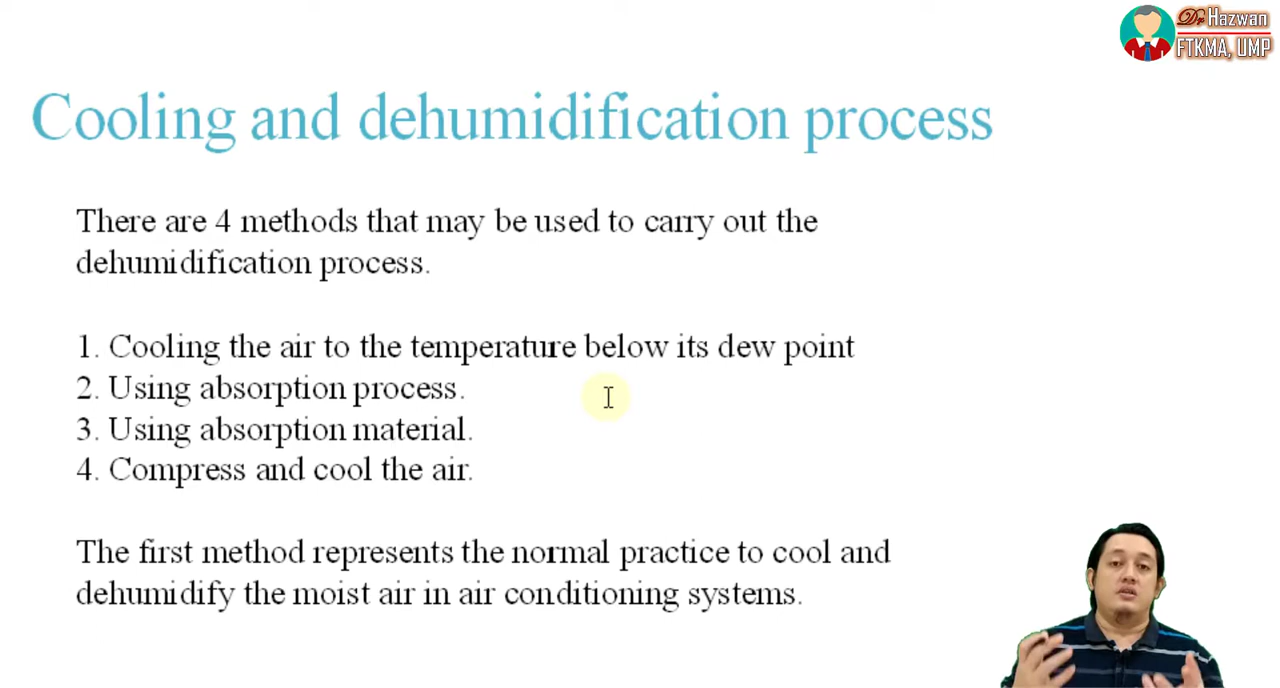 Dr Hazwan
FTKMA, UMP
Cooling and dehumidification process
There are 4 methods that may be used to carry out the
dehumidification process.
1. Cooling the air to the temperature below its dew point
2. Using absorption process.
3. Using absorption material.
4. Compress and cool the air.
The first method represents the normal practice to cool and
dehumidify the moist air in air conditioning systems.